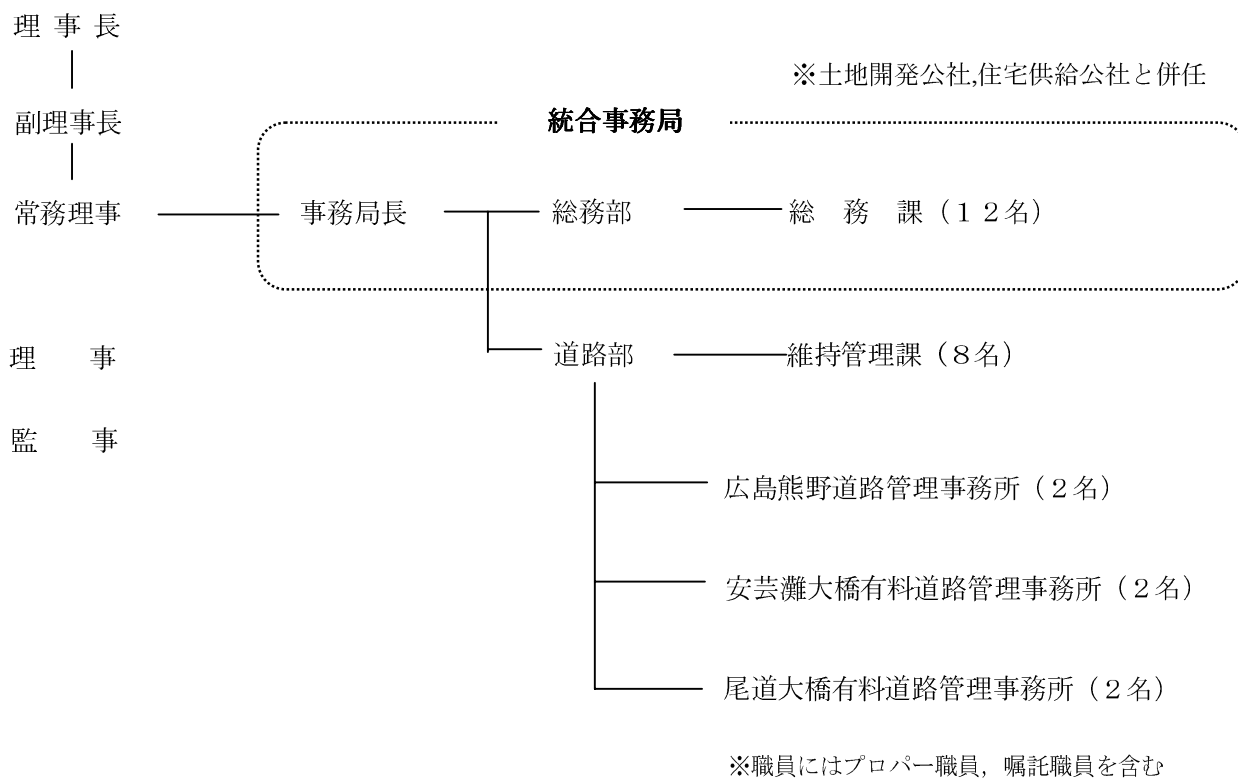 理 事 長
※土地開発公社,住宅供給公社と併任
副理事長
統合事務局
常務理事
事務局長
総務部
総　務　課（１２名）
理　　事
道路部
維持管理課（８名）
監　　事
広島熊野道路管理事務所（２名）
安芸灘大橋有料道路管理事務所（２名）
尾道大橋有料道路管理事務所（２名）
※職員にはプロパー職員，嘱託職員を含む